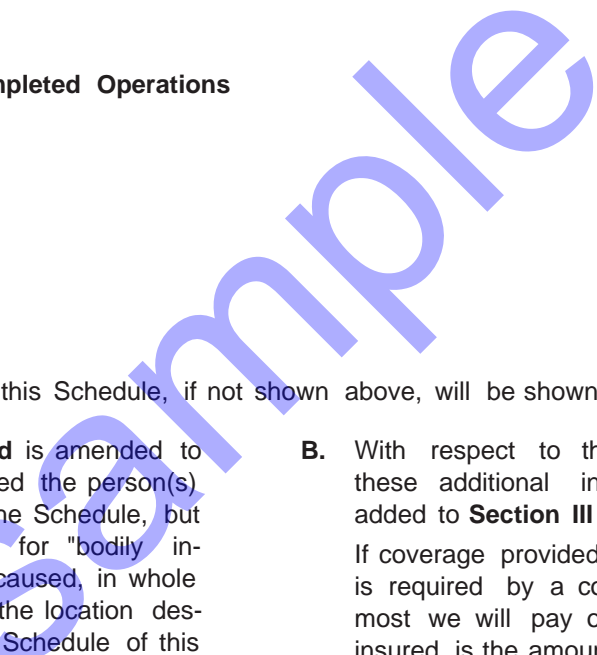 mpleted Operations
this Schedule, if not shown above, will be shown
d is amended to
ed the person(s)
he Schedule, but
for "bodily in-
caused, in whole
the location des-
Schedule of this
B. With respect to th
these additional in
added to Section III
If coverage provided
is required by a co
most we will pay o
insured is the amoun
Sample